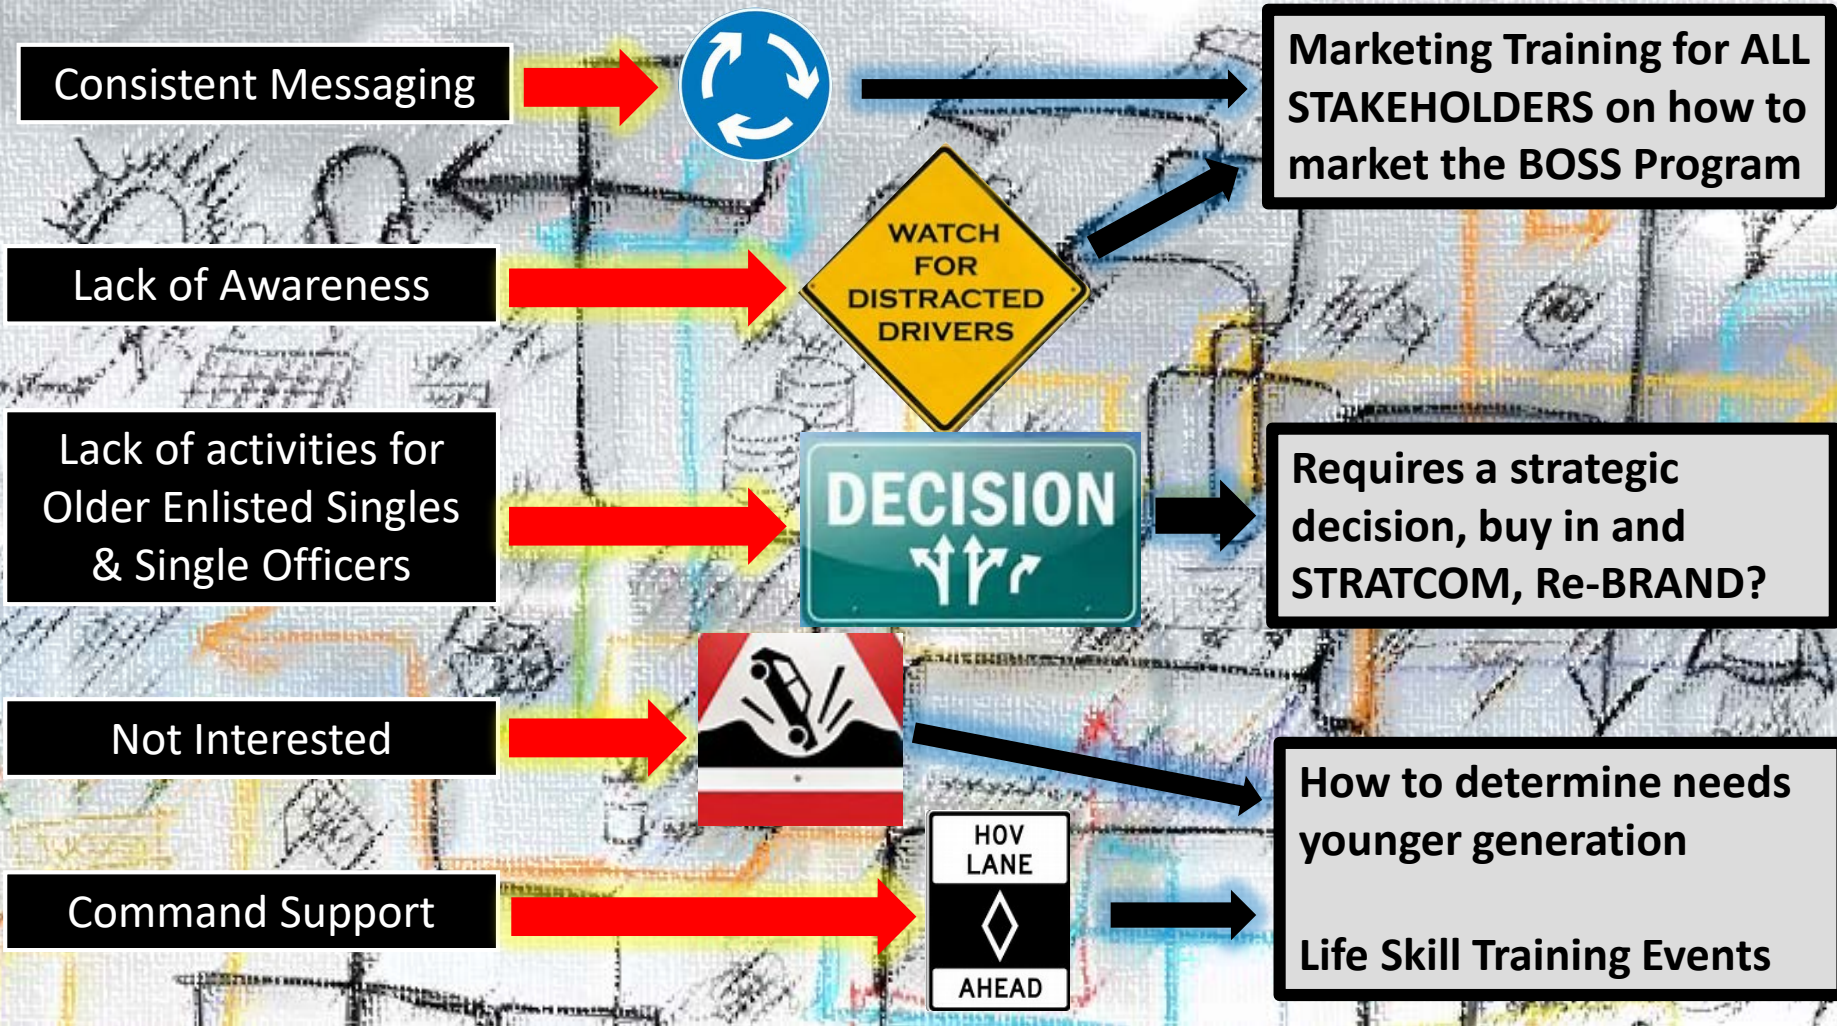 Consistent Messaging
Marketing Training for ALL
STAKEHOLDERS on how to
market the BOSS Program
Lack of Awareness
WATCH
FOR
DISTRACTED
DRIVERS
Lack of activities for
Older Enlisted Singles
& Single Officers
DECISION
Requires a strategic
decision, buy in and
STRATCOM, Re-BRAND?
Not Interested
How to determine needs
younger generation
Command Support
HOV
LANE
AHEAD
Life Skill Training Events